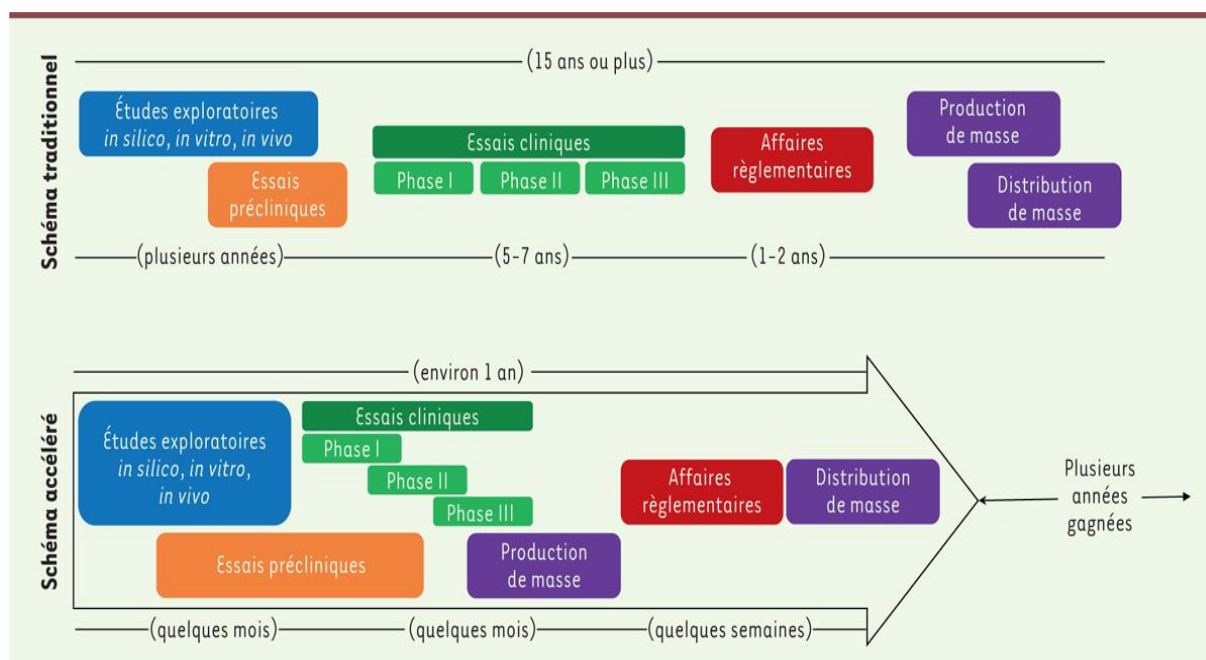 Schéma traditionnel
(15 ans ou plus)
Études exploratoires
in silico, in vitro, in vivo
Essais
précliniques
Essais cliniques
Phase I
Phase II
Phase III
Affaires
règlementaires
Production
de masse
Distribution
de masse
(plusieurs années)
(5-7 ans)
(1-2 ans)
Schéma accéléré
(environ 1 an)
Études exploratoires
in silico, in vitro,
in vivo
Essais précliniques
Essais cliniques
Phase I
Phase II
Phase III
Production
de masse
Affaires
règlementaires
Distribution
de masse
Plusieurs
années
gagnées
(quelques mois)
(quelques mois)
(quelques semaines)